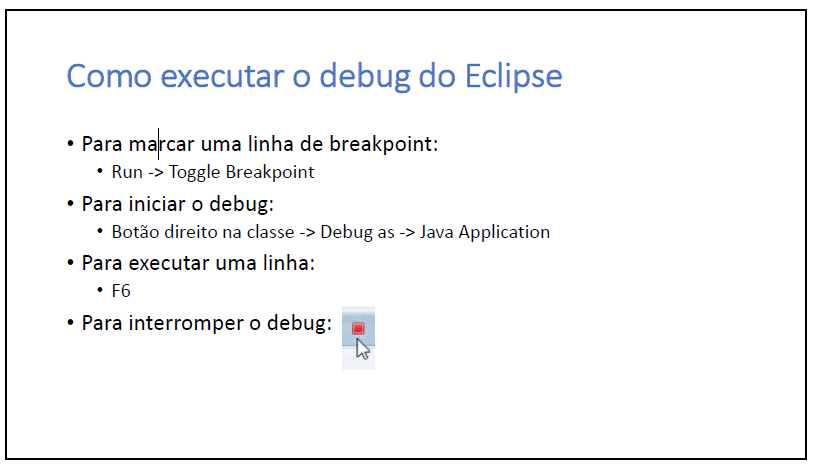 Como executar o debug do Eclipse
• Para marcar uma linha de breakpoint:
• Run -> Toggle Breakpoint
• Para iniciar o debug:
• Botão direito na classe -> Debug as -> Java Application
• Para executar uma linha:
• F6
• Para interromper o debug: